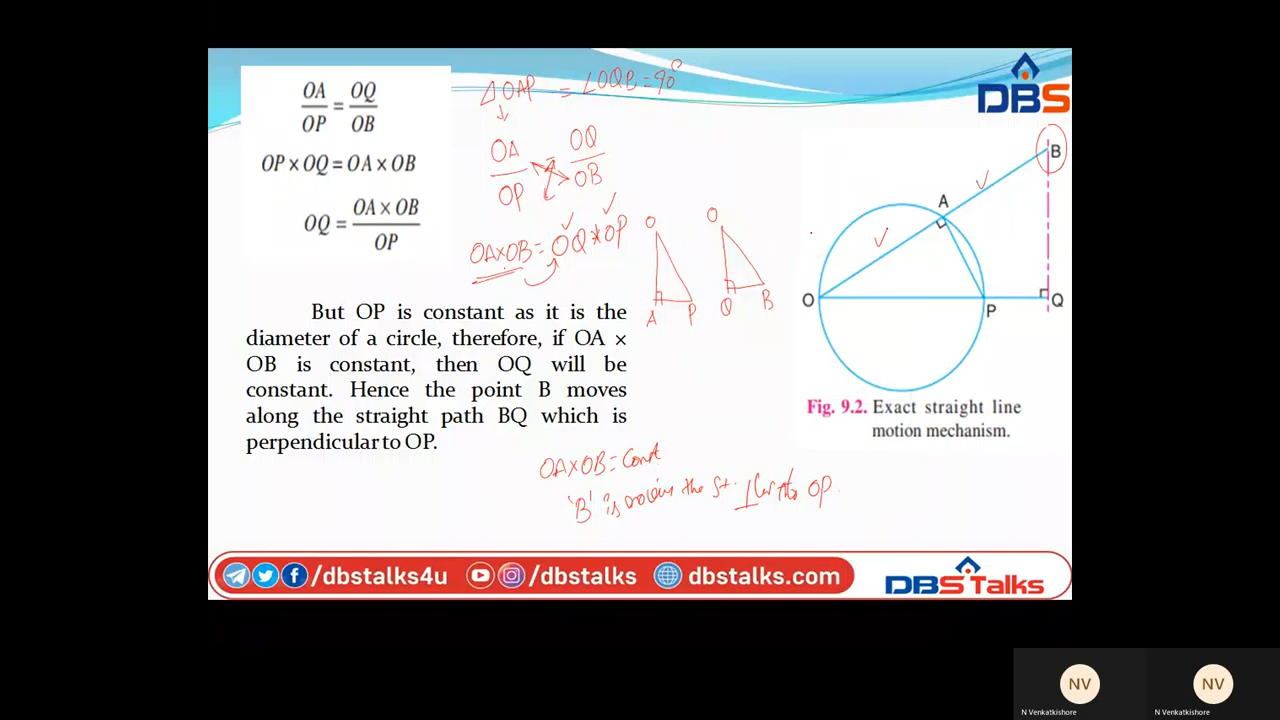 OA/OP = OQ/OB
OP × OQ = OA × OB
OQ = OA × OB/OP
△OAP = ∠OQB = 90°
OA/OP = OQ/OB
OA×OB = OQ * OP
O
A P
O
Q B
But OP is constant as it is the
diameter of a circle, therefore, if OA ×
OB is constant, then OQ will be
constant. Hence the point B moves
along the straight path BQ which is
perpendicular to OP.
OA×OB = Const
'B' is the St. OP
DBS
B
A
O
P
Q
Fig. 9.2. Exact straight line
motion mechanism.
/dbstalks4u /dbstalks dbstalks.com DBS Talks
NV NV
N Venkatkishore N Venkatkishore